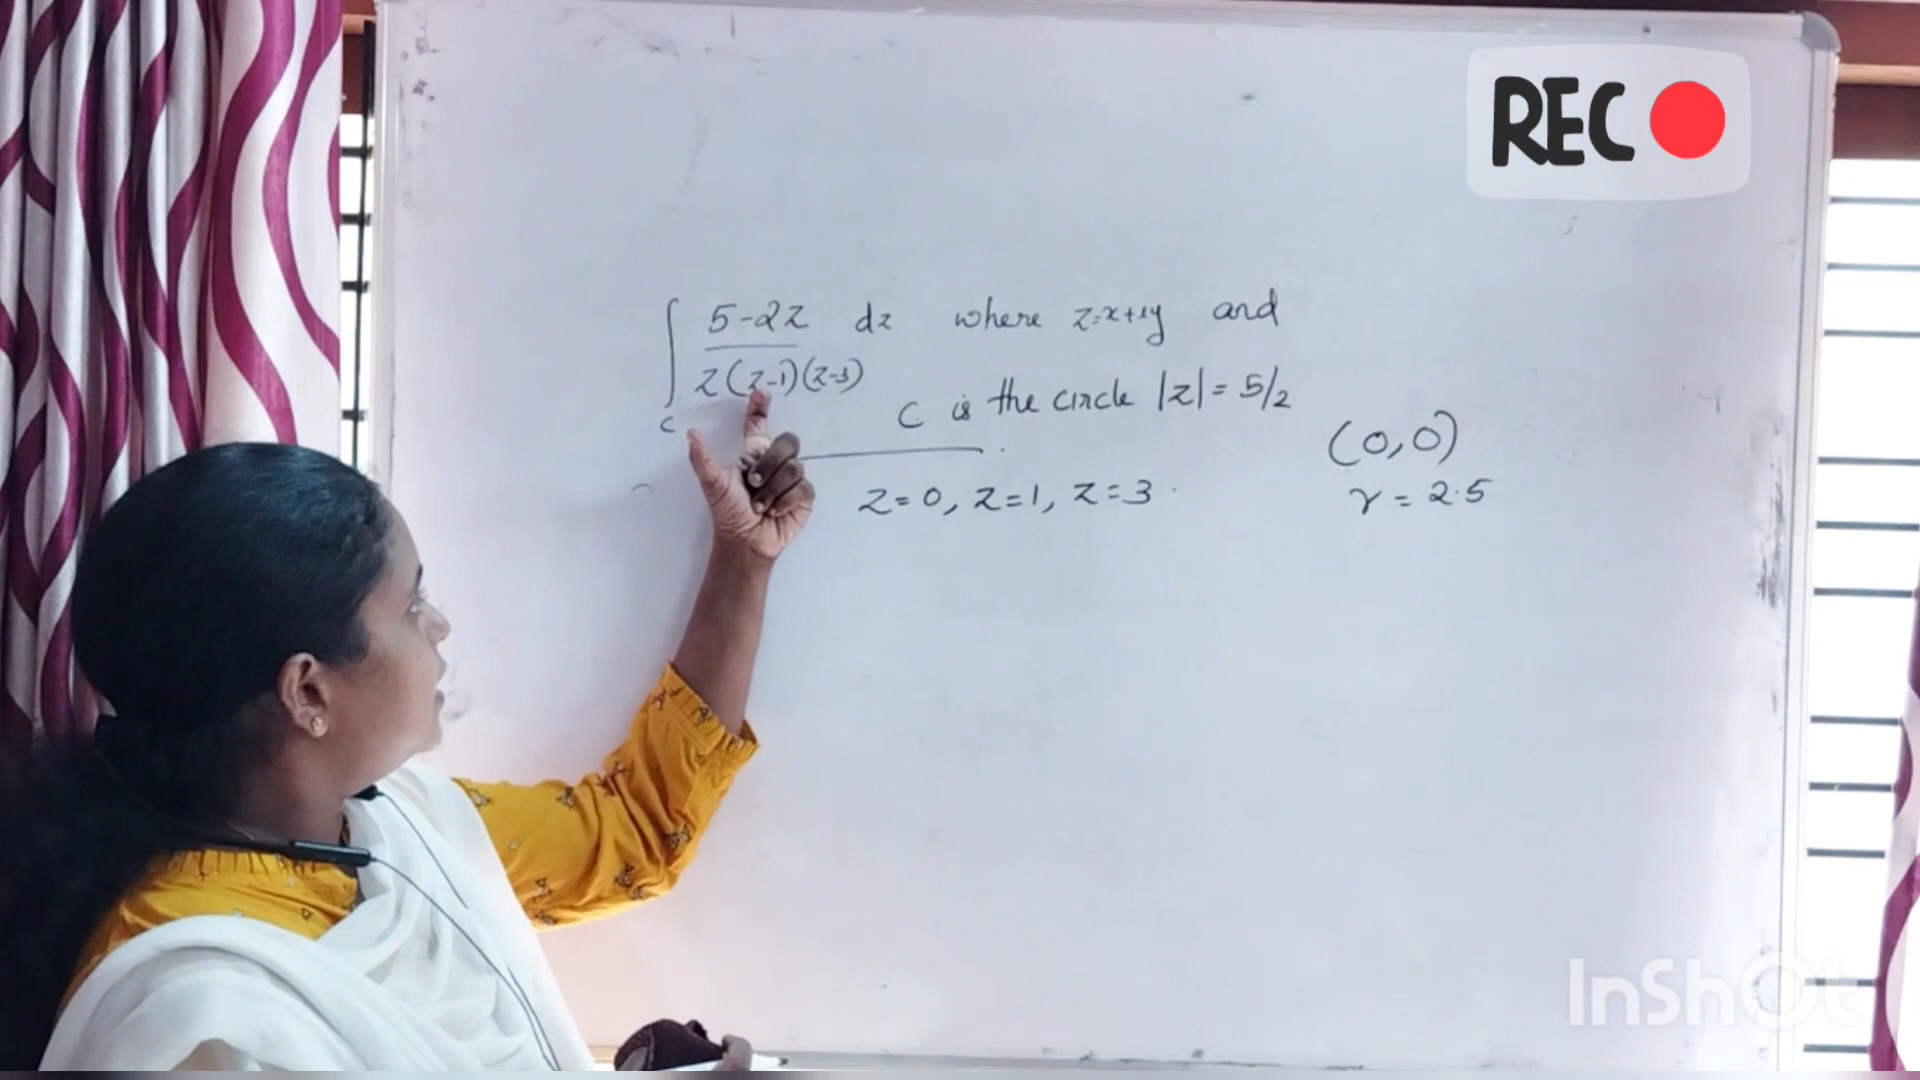 REC
∫ 5-2z dz where z=x+iy and
z(z-1)(z-3)
C C is the circle |z| = 5/2
(0,0)
z=0, z=1, z=3 r = 2.5
InShOt